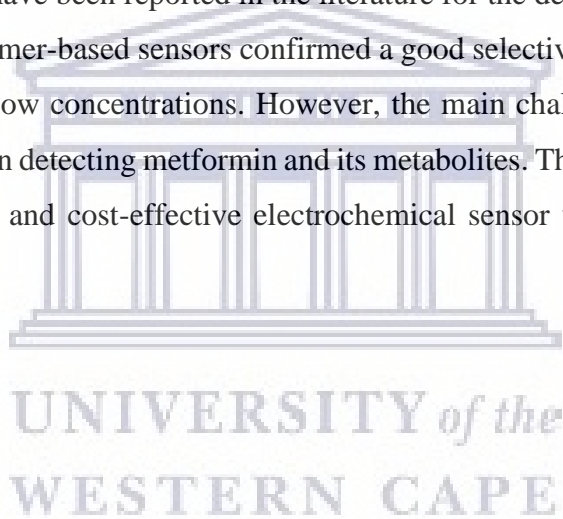 have been reported in the literature for the de
mer-based sensors confirmed a good selectiv
ow concentrations. However, the main chal
n detecting metformin and its metabolites. Th
and cost-effective electrochemical sensor
UNIVERSITY of the
WESTERN CAPE